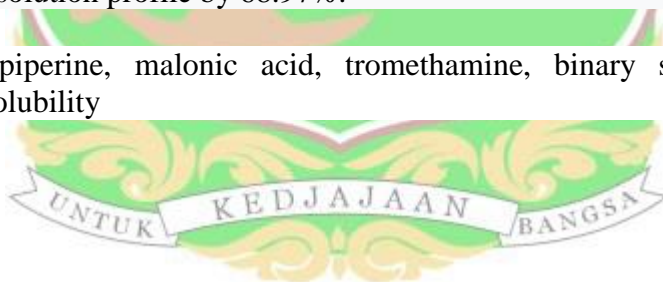 piperine, malonic acid, tromethamine, binary s
olubility
UNTUK KEDJAJAAN BANGSA